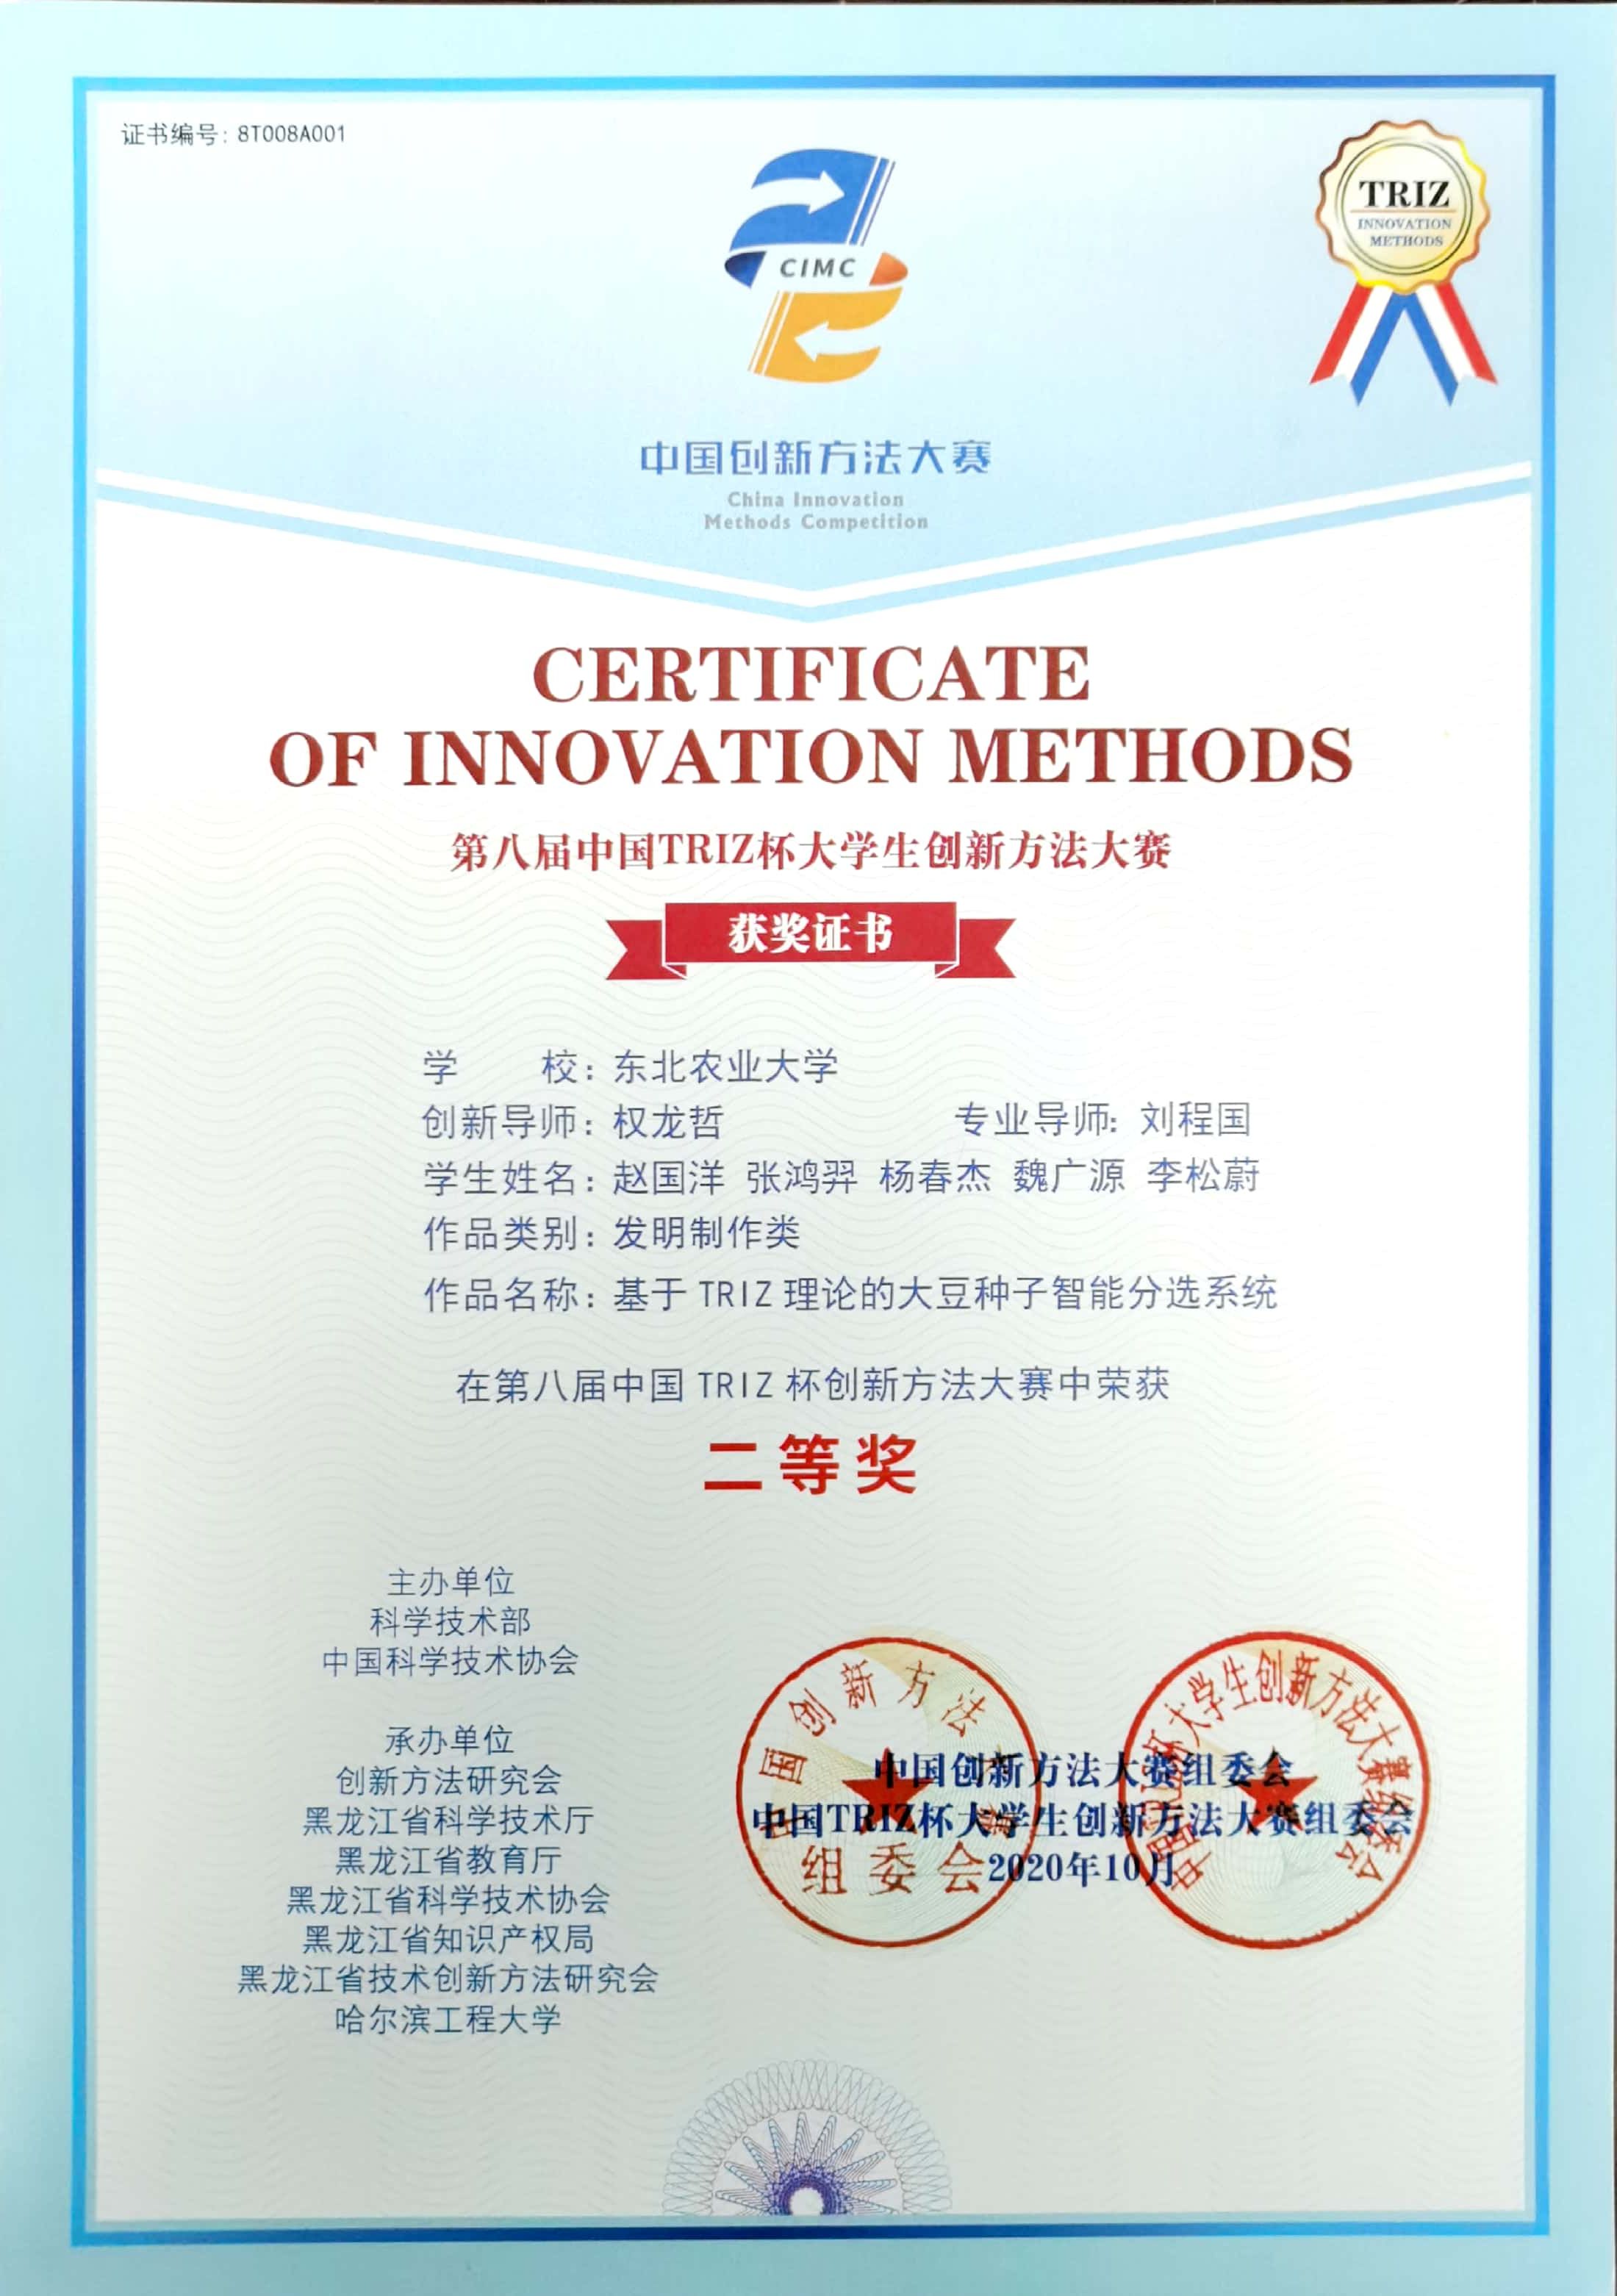 证书编号：8T008A001
TRIZ
INNOVATION
METHODS
CIMC
中国创新方法大赛
China Innovation
Methods Competition
CERTIFICATE
OF INNOVATION METHODS
第八届中国TRIZ杯大学生创新方法大赛
获奖证书
学 校：东北农业大学
创新导师：权龙哲 专业导师：刘程国
学生姓名：赵国洋 张鸿羿 杨春杰 魏广源 李松蔚
作品类别：发明制作类
作品名称：基于 TRIZ 理论的大豆种子智能分选系统
在第八届中国 TRIZ 杯创新方法大赛中荣获
二等奖
主办单位
科学技术部
中国科学技术协会
承办单位
创新方法研究会
黑龙江省科学技术厅
黑龙江省教育厅
黑龙江省科学技术协会
黑龙江省知识产权局
黑龙江省技术创新方法研究会
哈尔滨工程大学
中国创新方法大赛
组委会
中国TRIZ杯大学生创新方法大赛组委会
中国创新方法大赛组委会
中国TRIZ杯大学生创新方法大赛组委会
2020年10月